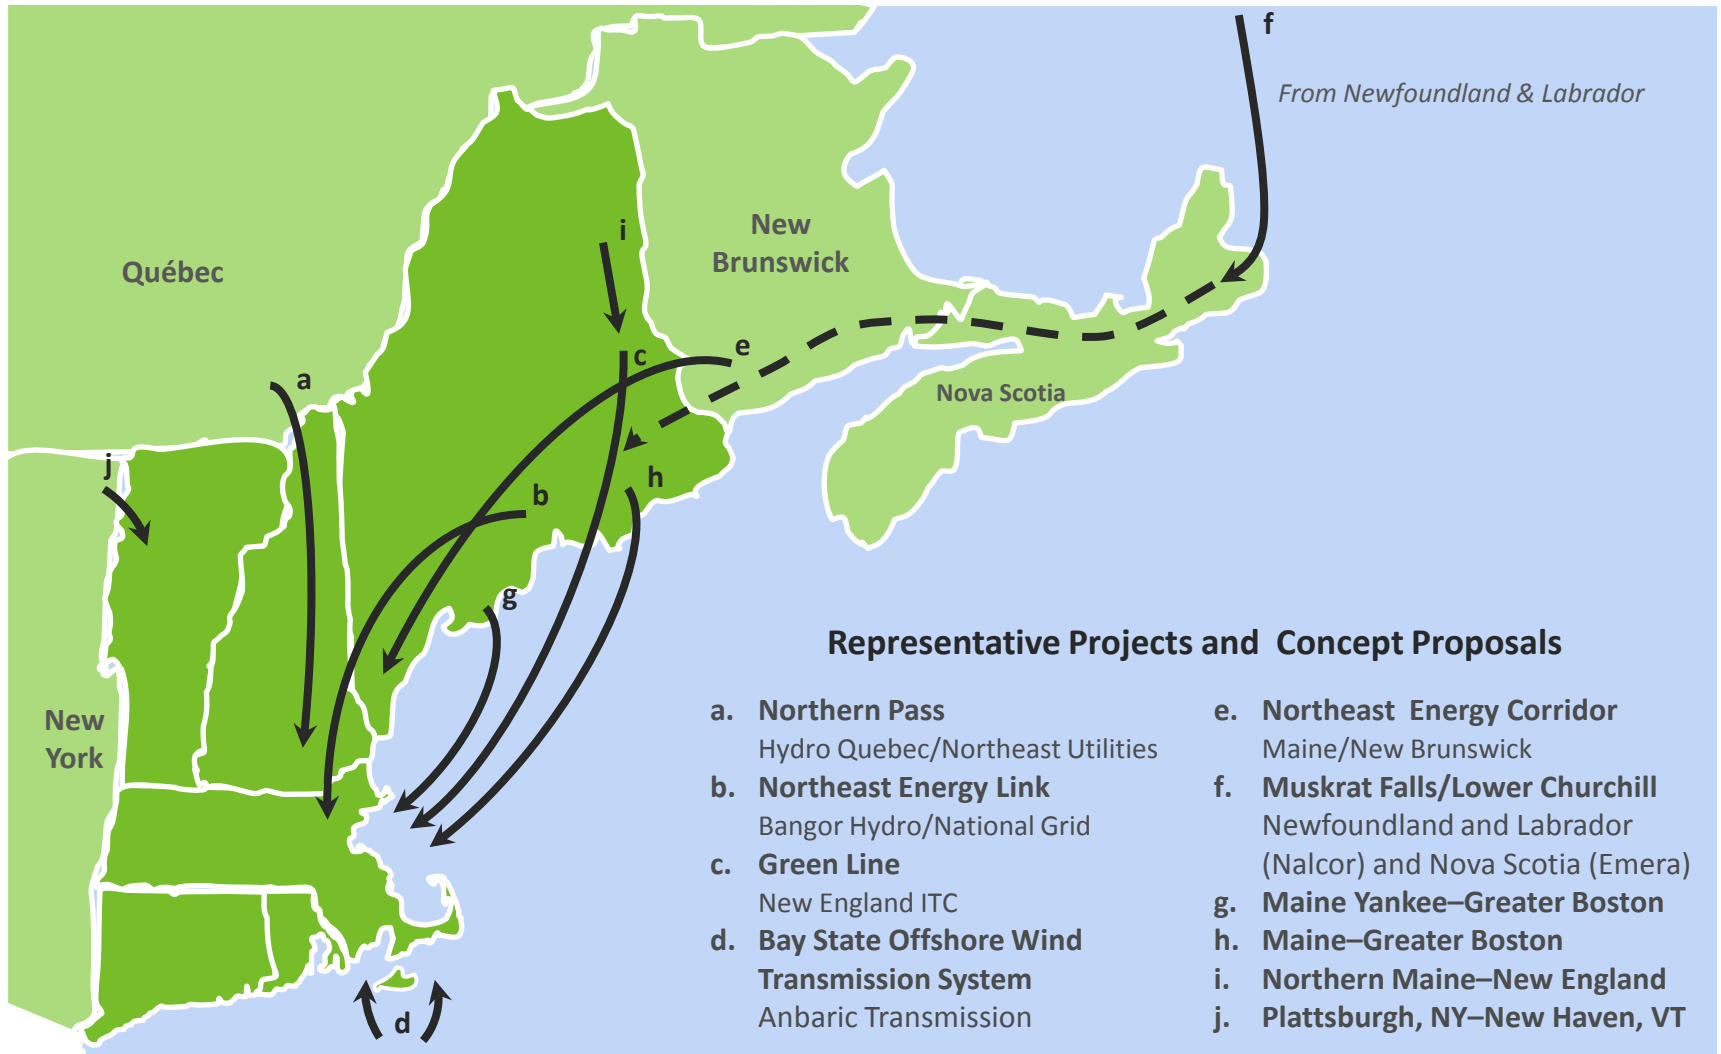 f
From Newfoundland & Labrador
i
New
Brunswick
Québec
e
c
a
Nova Scotia
j
h
b
g
New
York
d
Representative Projects and Concept Proposals
a. Northern Pass
Hydro Quebec/Northeast Utilities
b. Northeast Energy Link
Bangor Hydro/National Grid
c. Green Line
New England ITC
d. Bay State Offshore Wind
Transmission System
Anbaric Transmission
e. Northeast Energy Corridor
Maine/New Brunswick
f. Muskrat Falls/Lower Churchill
Newfoundland and Labrador
(Nalcor) and Nova Scotia (Emera)
g. Maine Yankee–Greater Boston
h. Maine–Greater Boston
i. Northern Maine–New England
j. Plattsburgh, NY–New Haven, VT